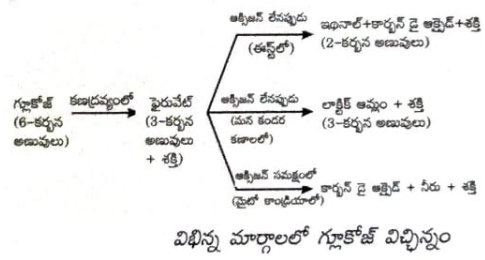 ఆక్సిజన్ లేనప్పుడు
(ఈస్ట్‌లో)
ఇథనాల్+కార్బన్ డై ఆక్సైడ్+శక్తి
(2-కర్బన అణువులు)
గ్లూకోజ్
(6-కర్బన
అణువులు)
కణద్రవ్యంలో
ఫైరువేట్
(3-కర్బన
అణువులు
+ శక్తి)
ఆక్సిజన్ లేనప్పుడు
(మన కండర
కణాలలో)
లాక్టిక్ ఆమ్లం + శక్తి
(3-కర్బన అణువులు)
ఆక్సిజన్ సమక్షంలో
(మైటో కాండ్రియాలో)
కార్బన్ డై ఆక్సైడ్ + నీరు + శక్తి
విభిన్న మార్గాలలో గ్లూకోజ్ విచ్ఛిన్నం